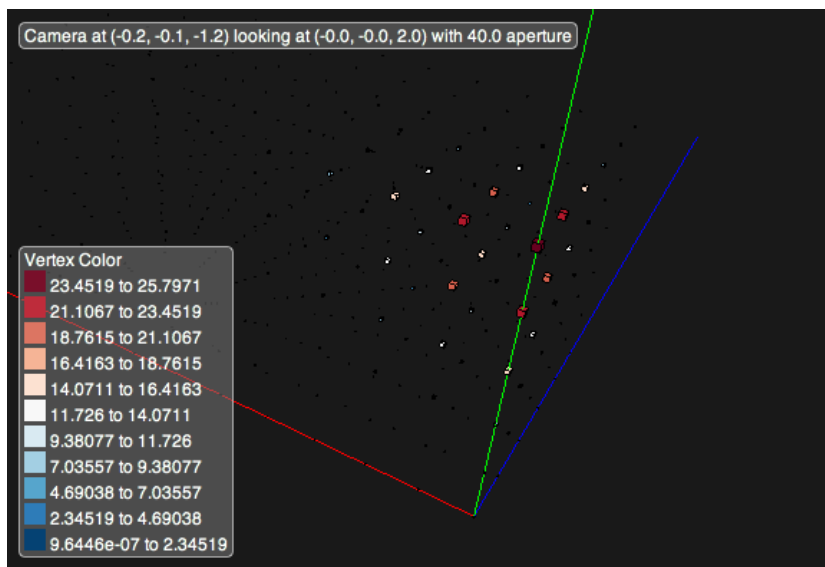 Camera at (-0.2, -0.1, -1.2) looking at (-0.0, -0.0, 2.0) with 40.0 aperture
Vertex Color
23.4519 to 25.7971
21.1067 to 23.4519
18.7615 to 21.1067
16.4163 to 18.7615
14.0711 to 16.4163
11.726 to 14.0711
9.38077 to 11.726
7.03557 to 9.38077
4.69038 to 7.03557
2.34519 to 4.69038
9.6446e-07 to 2.34519